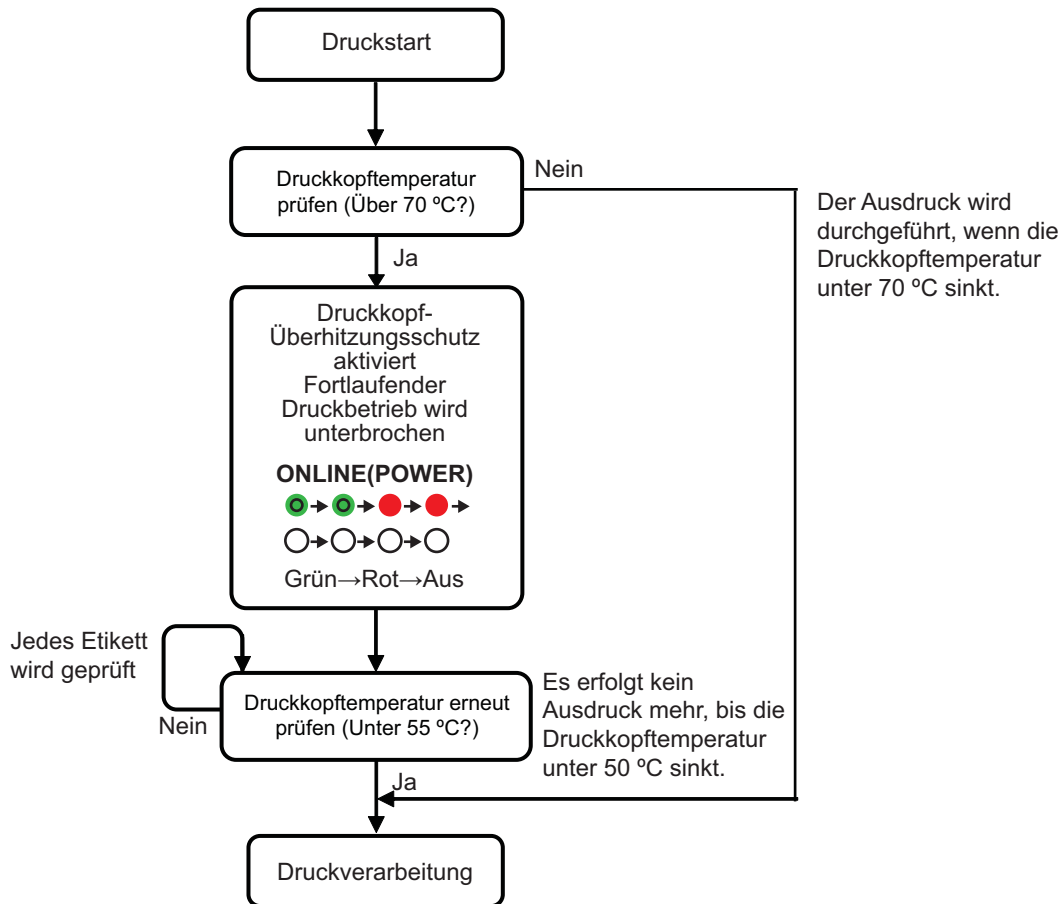 Druckstart
Druckkopftemperatur
prüfen (Über 70 ºC?)
Nein
Der Ausdruck wird
durchgeführt, wenn die
Druckkopftemperatur
unter 70 ºC sinkt.
Ja
Druckkopf-
Überhitzungsschutz
aktiviert
Fortlaufender
Druckbetrieb wird
unterbrochen
ONLINE(POWER)
Grün→Rot→Aus
Jedes Etikett
wird geprüft
Nein
Druckkopftemperatur erneut
prüfen (Unter 55 ºC?)
Es erfolgt kein
Ausdruck mehr, bis die
Druckkopftemperatur
unter 50 ºC sinkt.
Ja
Druckverarbeitung